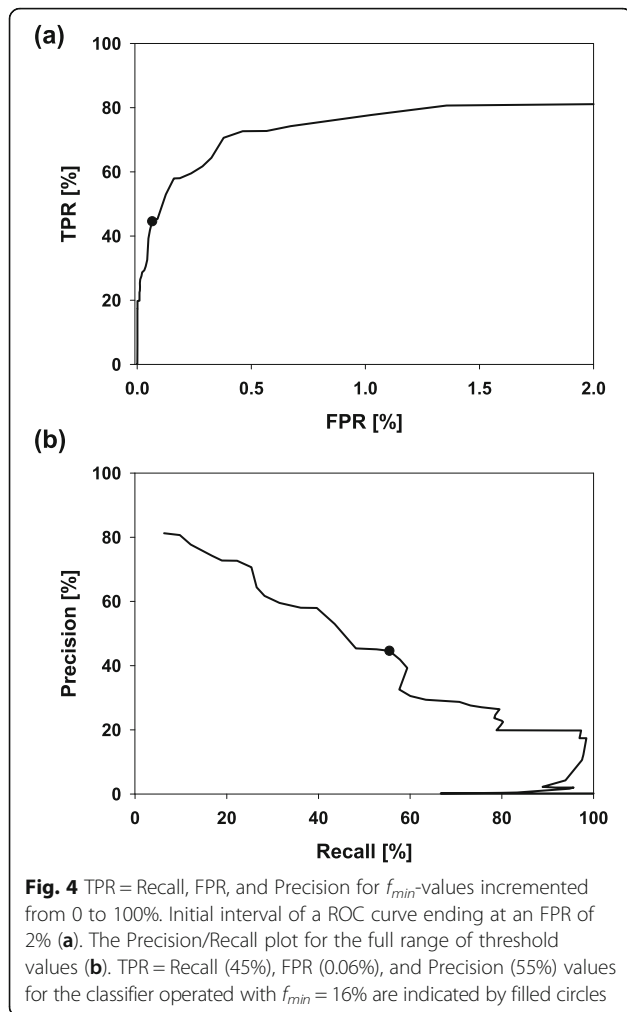 (a)
TPR [%]
100
80
60
40
20
0
0.0 0.5 1.0 1.5 2.0
FPR [%]
(b)
Precision [%]
100
80
60
40
20
0
0 20 40 60 80 100
Recall [%]
Fig. 4 TPR = Recall, FPR, and Precision for fmin-values incremented
from 0 to 100%. Initial interval of a ROC curve ending at an FPR of
2% (a). The Precision/Recall plot for the full range of threshold
values (b). TPR = Recall (45%), FPR (0.06%), and Precision (55%) values
for the classifier operated with fmin = 16% are indicated by filled circles